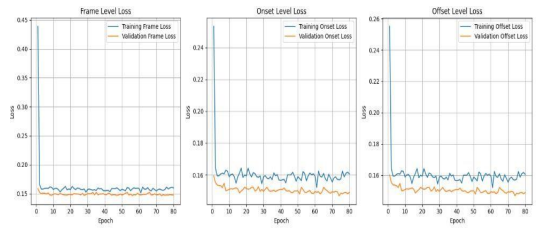 Frame Level Loss
Training Frame Loss
Validation Frame Loss
Loss
0.45
0.40
0.35
0.30
0.25
0.20
0.15
0 10 20 30 40 50 60 70 80
Epoch
Onset Level Loss
Training Onset Loss
Validation Onset Loss
Loss
0.24
0.22
0.20
0.18
0.16
0 10 20 30 40 50 60 70 80
Epoch
Offset Level Loss
Training Offset Loss
Validation Offset Loss
Loss
0.26
0.24
0.22
0.20
0.18
0.16
0 10 20 30 40 50 60 70 80
Epoch